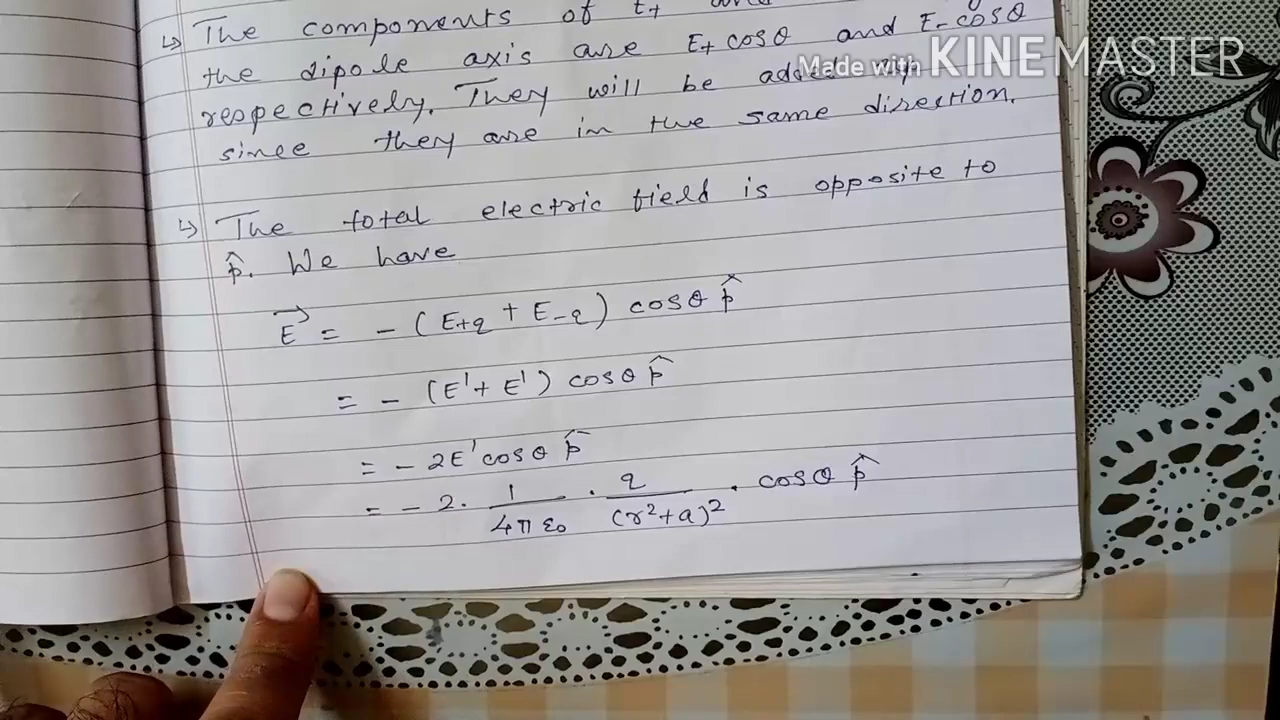 ↳ The components of E+
the dipole axis are E+ cosθ and E- cosθ
Made with KINEMASTER
respectively. They will be added up
since they are in the same direction.
↳ The total electric field is opposite to
p̂. We have
E⃗ = - (E+q + E-q) cosθ p̂
= - (E' + E') cosθ p̂
= - 2E' cosθ p̂
= - 2 · 1/4πε₀ · q/(r²+a)² · cosθ p̂